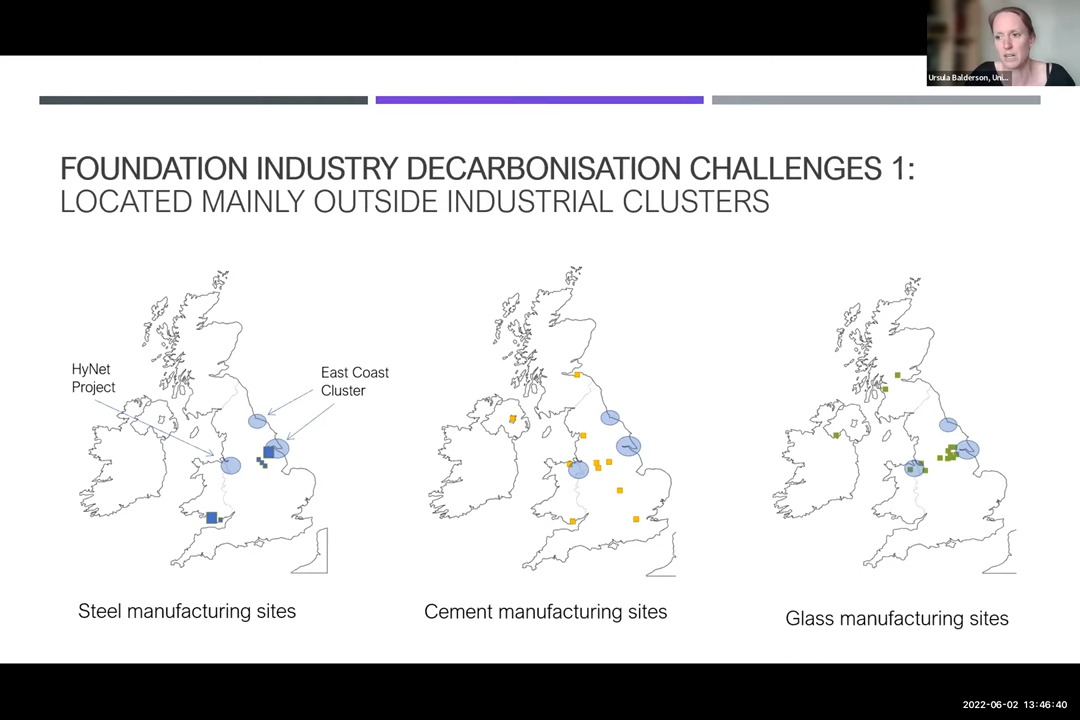 Ursula Balderson, Uni...
FOUNDATION INDUSTRY DECARBONISATION CHALLENGES 1:
LOCATED MAINLY OUTSIDE INDUSTRIAL CLUSTERS
HyNet
Project
East Coast
Cluster
Steel manufacturing sites
Cement manufacturing sites
Glass manufacturing sites
2022-06-02 13:46:40